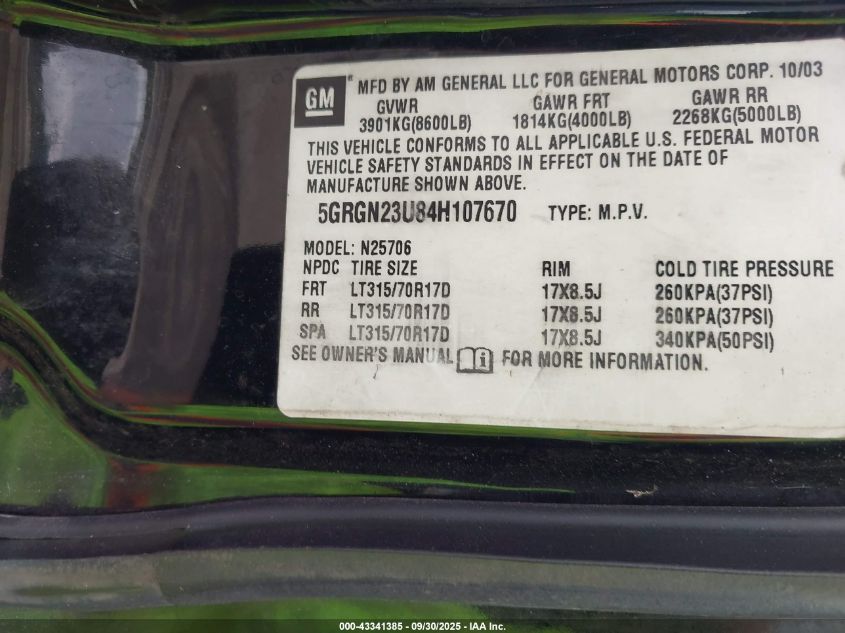 GM
® MFD BY AM GENERAL LLC FOR GENERAL MOTORS CORP. 10/03
GVWR GAWR FRT GAWR RR
3901KG(8600LB) 1814KG(4000LB) 2268KG(5000LB)
THIS VEHICLE CONFORMS TO ALL APPLICABLE U.S. FEDERAL MOTOR
VEHICLE SAFETY STANDARDS IN EFFECT ON THE DATE OF
MANUFACTURE SHOWN ABOVE.
5GRGN23U84H107670 TYPE: M.P.V.
MODEL: N25706
NPDC TIRE SIZE RIM COLD TIRE PRESSURE
FRT LT315/70R17D 17X8.5J 260KPA(37PSI)
RR LT315/70R17D 17X8.5J 260KPA(37PSI)
SPA LT315/70R17D 17X8.5J 340KPA(50PSI)
SEE OWNER'S MANUAL i FOR MORE INFORMATION.
000-43341385 - 09/30/2025 - IAA Inc.